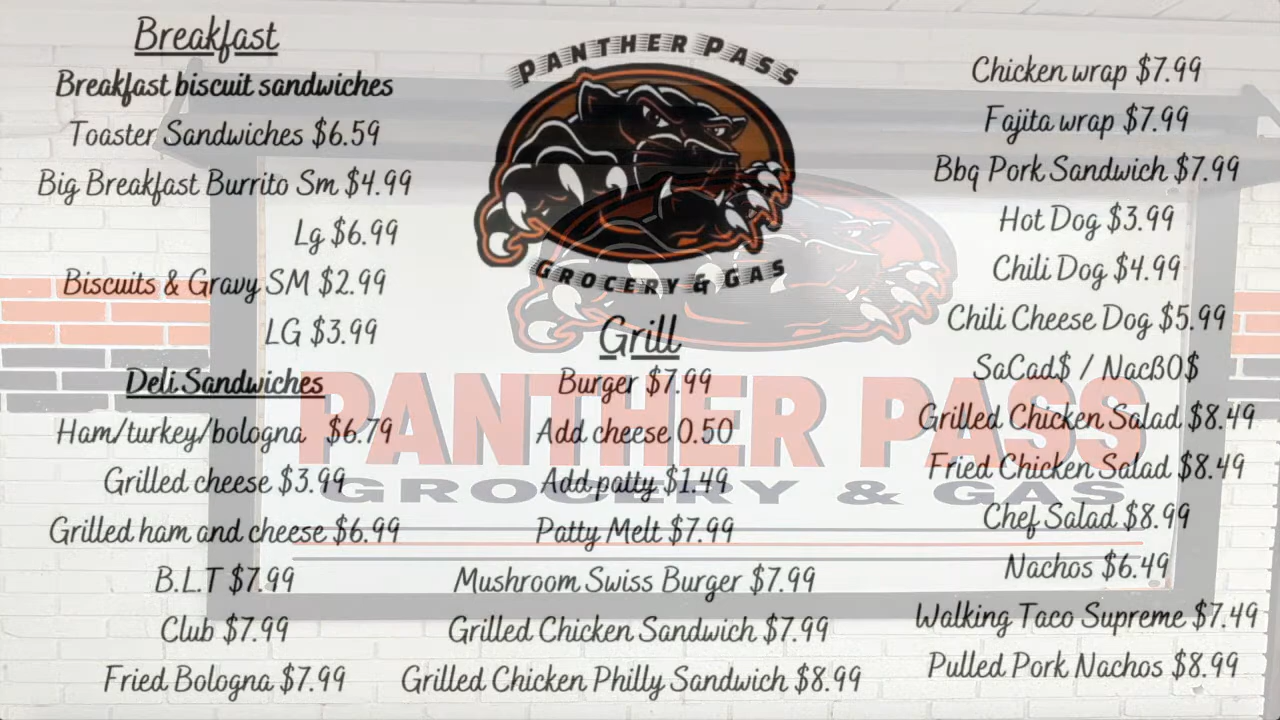 Breakfast
Breakfast biscuit sandwiches
Toaster Sandwiches $6.59
Big Breakfast Burrito Sm $4.99
Lg $6.99
Biscuits & Gravy SM $2.99
LG $3.99
Deli Sandwiches
Ham/turkey/bologna $6.79
Grilled cheese $3.99
Grilled ham and cheese $6.99
B.L.T $7.99
Club $7.99
Fried Bologna $7.99
PANTHER PASS
GROCERY & GAS
Grill
Burger $7.99
Add cheese 0.50
Add patty $1.49
Patty Melt $7.99
Mushroom Swiss Burger $7.99
Grilled Chicken Sandwich $7.99
Grilled Chicken Philly Sandwich $8.99
Chicken wrap $7.99
Fajita wrap $7.99
Bbq Pork Sandwich $7.99
Hot Dog $3.99
Chili Dog $4.99
Chili Cheese Dog $5.99
SaCad$ / NacßO$
Grilled Chicken Salad $8.49
Fried Chicken Salad $8.49
Chef Salad $8.99
Nachos $6.49
Walking Taco Supreme $7.49
Pulled Pork Nachos $8.99
PANTHER PASS
GROCERY & GAS